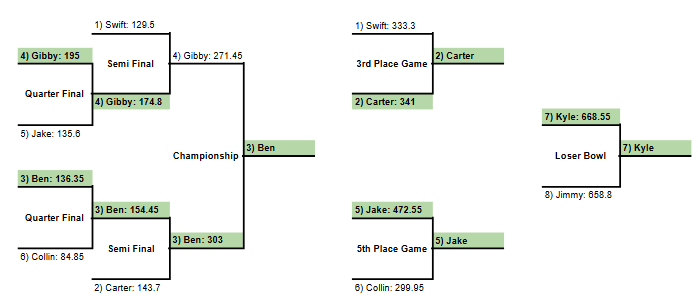 1) Swift: 129.5
4) Gibby: 195
Semi Final
4) Gibby: 271.45
Quarter Final
4) Gibby: 174.8
5) Jake: 135.6
Championship
3) Ben
3) Ben: 136.35
3) Ben: 154.45
Quarter Final
3) Ben: 303
Semi Final
6) Collin: 84.85
2) Carter: 143.7
1) Swift: 333.3
2) Carter
3rd Place Game
2) Carter: 341
5) Jake: 472.55
5) Jake
5th Place Game
6) Collin: 299.95
7) Kyle: 668.55
7) Kyle
Loser Bowl
8) Jimmy: 658.8